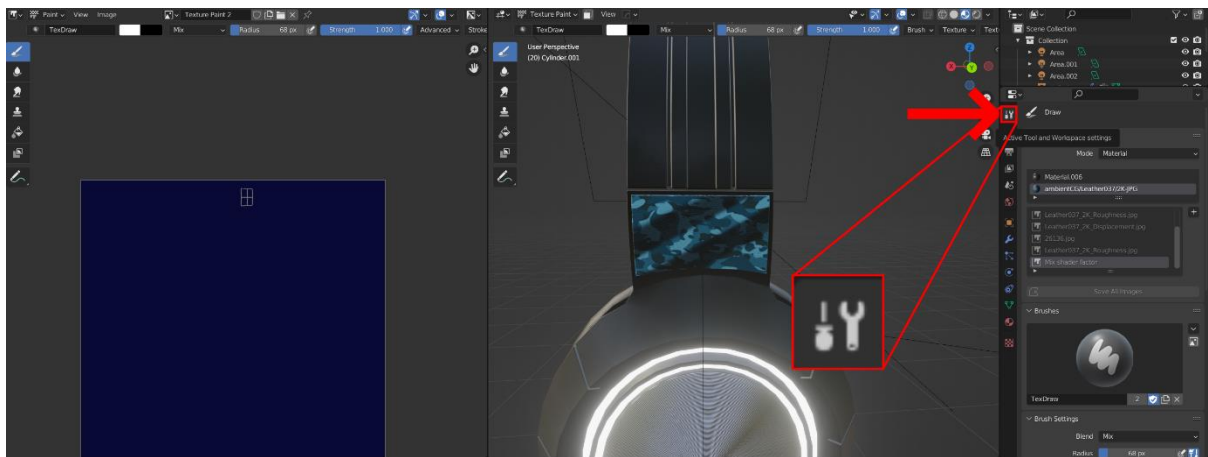 Paint View Image Texture Paint 2
TexDraw Mix Radius 68 px Strength 1.000 Advanced Stroke
Texture Paint View
TexDraw Mix Radius 68 px Strength 1.000 Brush Texture Text
User Perspective
(20) Cylinder.001
Scene Collection
Collection
Area
Area.001
Area.002
Draw
Active Tool and Workspace settings
Mode Material
Material.006
ambientCG/Leather037/2K-JPG
Leather037_2K_Roughness.jpg
Leather037_2K_Displacement.jpg
26136.jpg
Leather037_2K_Roughness.jpg
Mix shader factor
Save All Images
Brushes
TexDraw 2
Brush Settings
Blend Mix
Radius 68 px